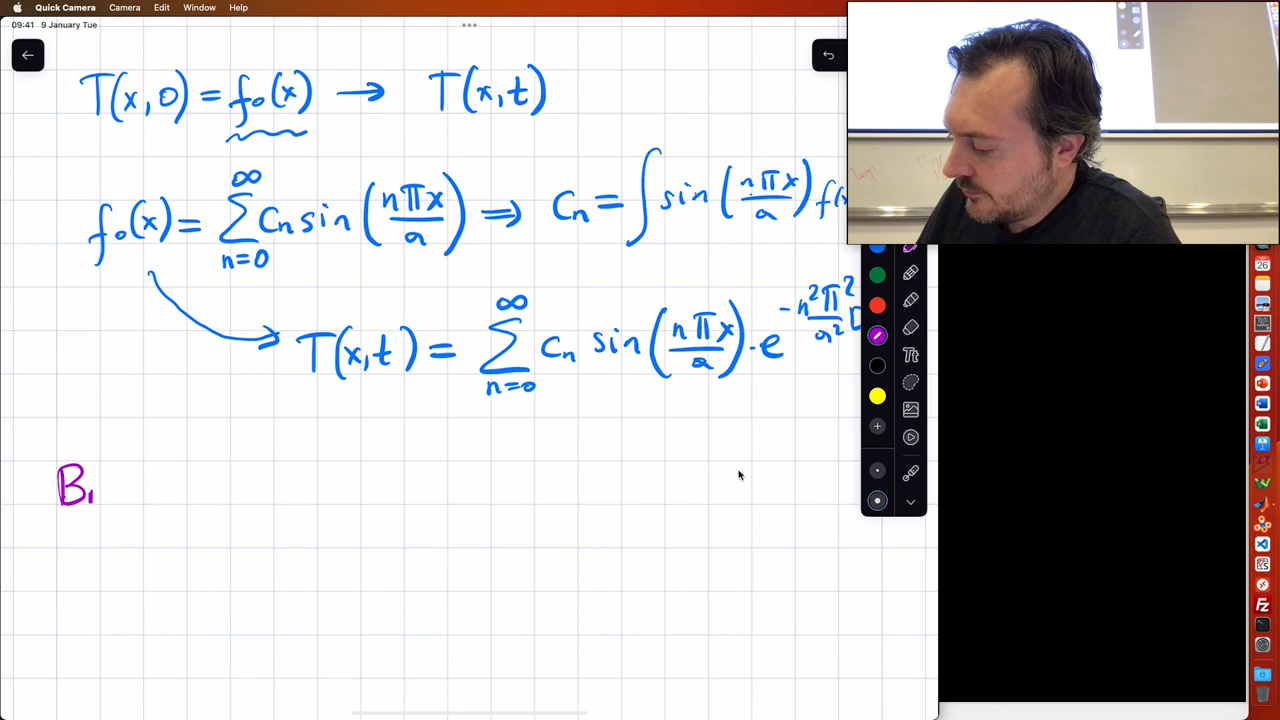 Quick Camera Camera Edit Window Help
09:41 9 January Tue
T(x,0) = f₀(x) → T(x,t)
f₀(x) = ∑_{n=0}^{∞} cₙ sin(nπx/a) ⇒ cₙ = ∫ sin(nπx/a) f(x
T(x,t) = ∑_{n=0}^{∞} cₙ sin(nπx/a) · e^{-n²π²/a² D
B
Tt